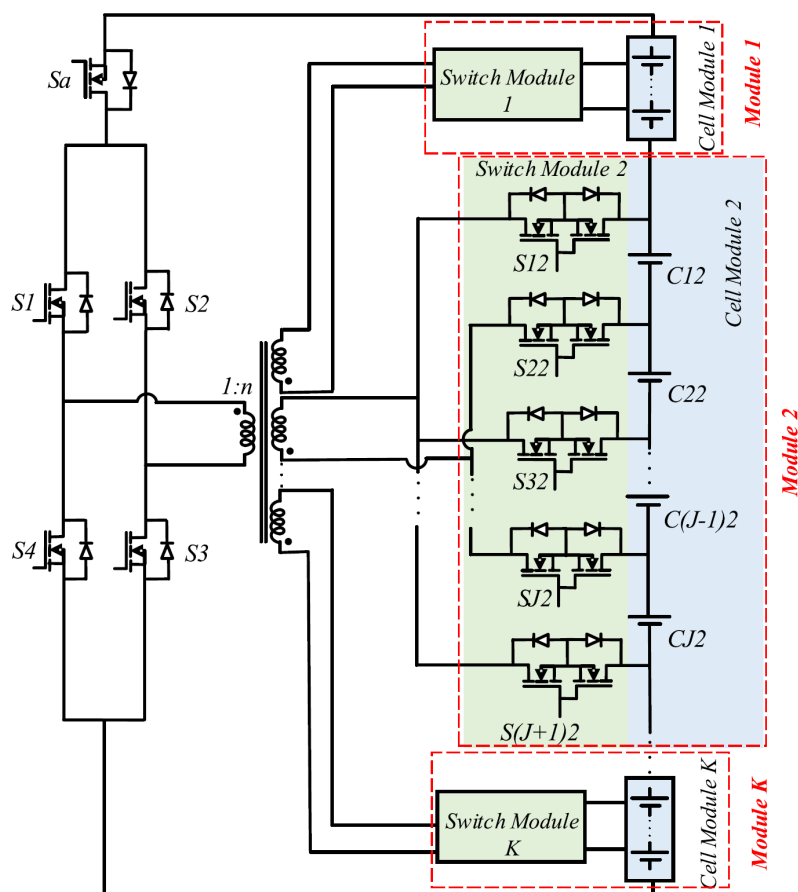 Sa
Switch Module
1
Cell Module 1
Module 1
Switch Module 2
S12
C12
Cell Module 2
S1
S2
S22
C22
1:n
S32
Module 2
C(J-1)2
S4
S3
SJ2
CJ2
S(J+1)2
Switch Module
K
Cell Module K
Module K